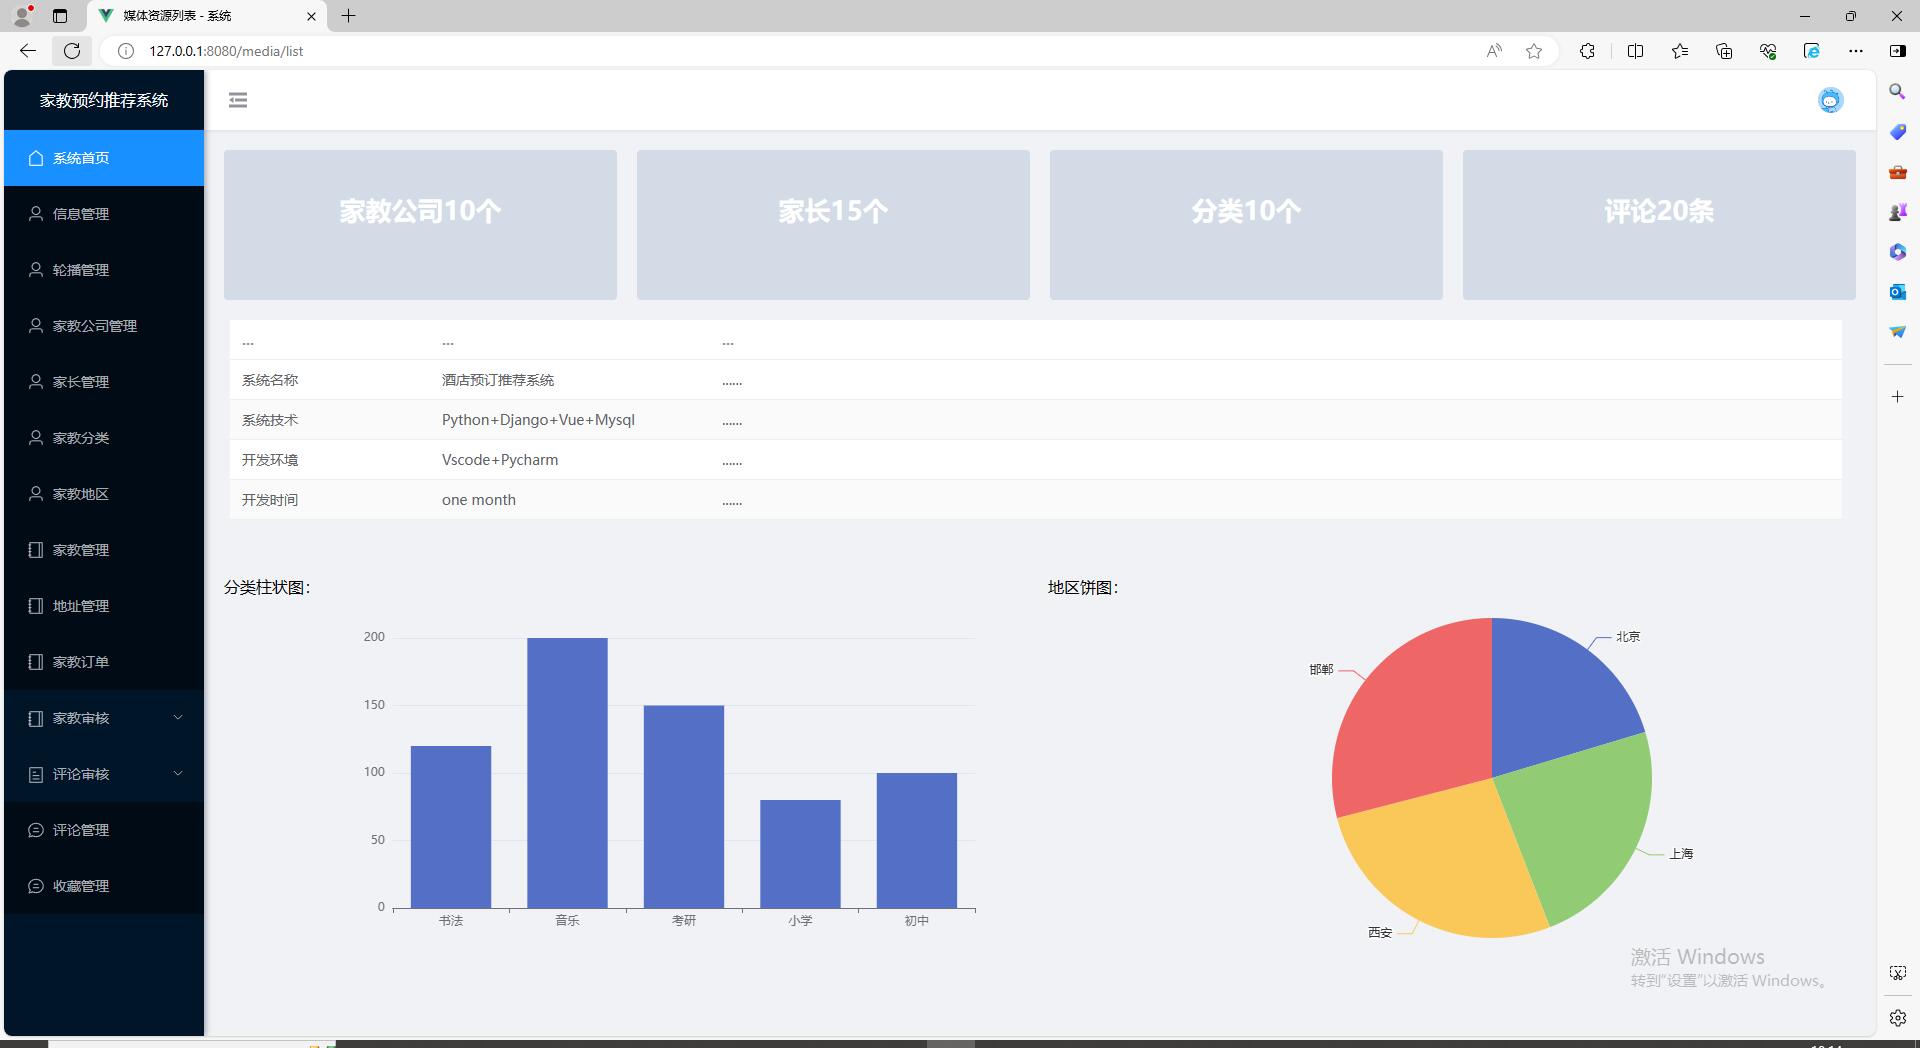 媒体资源列表 - 系统
127.0.0.1:8080/media/list
家教预约推荐系统
系统首页
信息管理
轮播管理
家教公司管理
家长管理
家教分类
家教地区
家教管理
地址管理
家教订单
家教审核
评论审核
评论管理
收藏管理
家教公司10个
家长15个
分类10个
评论20条
... ... ...
系统名称 酒店预订推荐系统 ......
系统技术 Python+Django+Vue+Mysql ......
开发环境 Vscode+Pycharm ......
开发时间 one month ......
分类柱状图：
200
150
100
50
0
书法 音乐 考研 小学 初中
地区饼图：
北京
邯郸
上海
西安
激活 Windows
转到“设置”以激活 Windows。